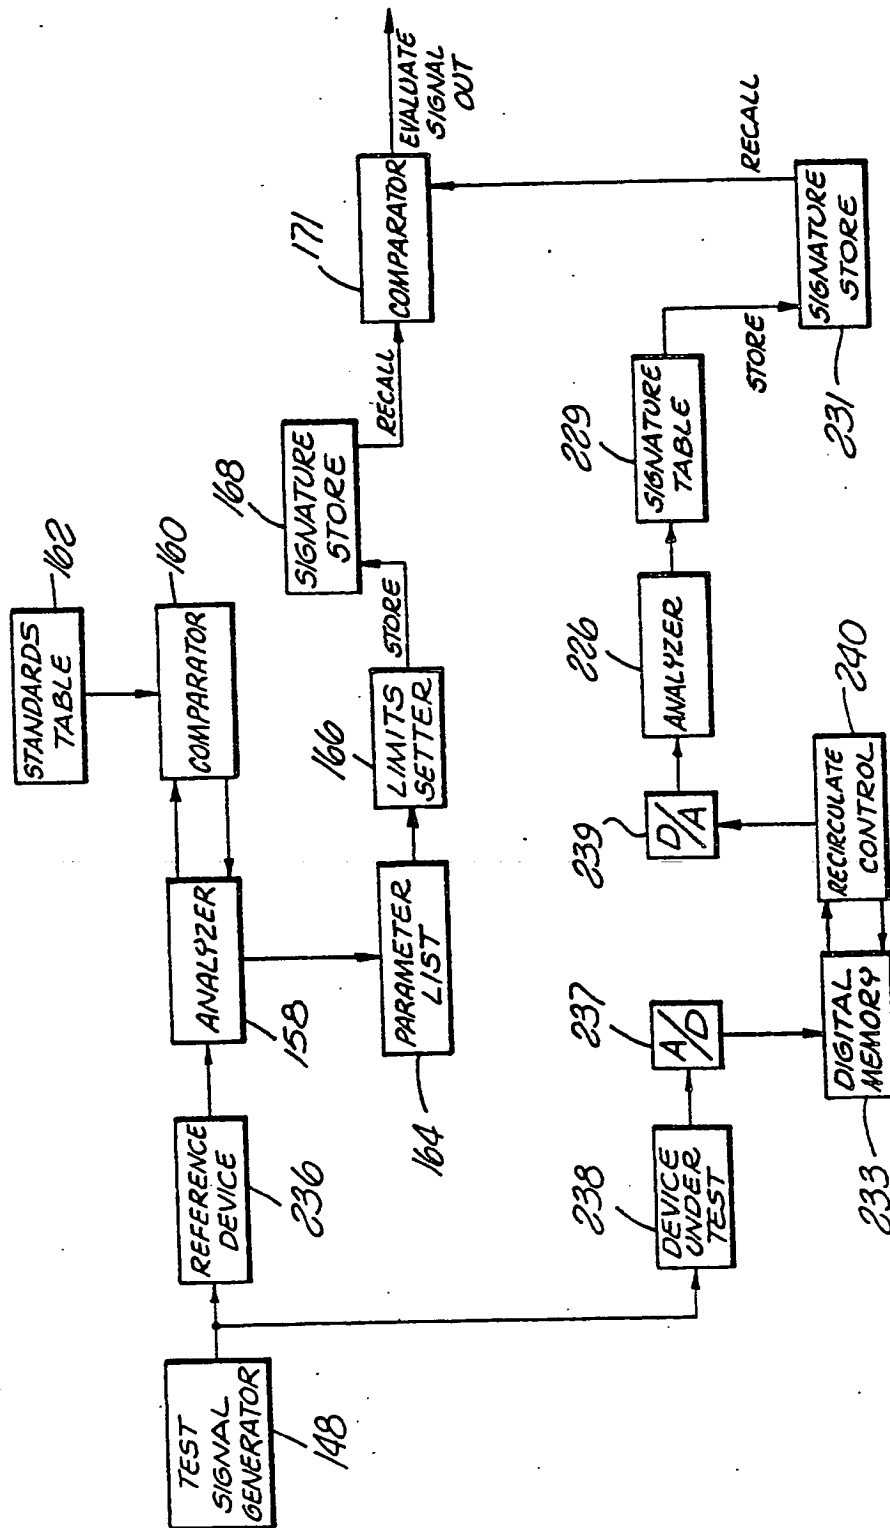 STANDARDS
TABLE
162
COMPARATOR
160
TEST
SIGNAL
GENERATOR
148
REFERENCE
DEVICE
236
ANALYZER
158
PARAMETER
LIST
164
LIMITS
SETTER
166
STORE
SIGNATURE
STORE
168
RECALL
COMPARATOR
171
EVALUATE
SIGNAL
OUT
DEVICE
UNDER
TEST
238
A/D
237
DIGITAL
MEMORY
233
RECIRCULATE
CONTROL
240
D/A
239
ANALYZER
226
SIGNATURE
TABLE
229
STORE
SIGNATURE
STORE
231
RECALL